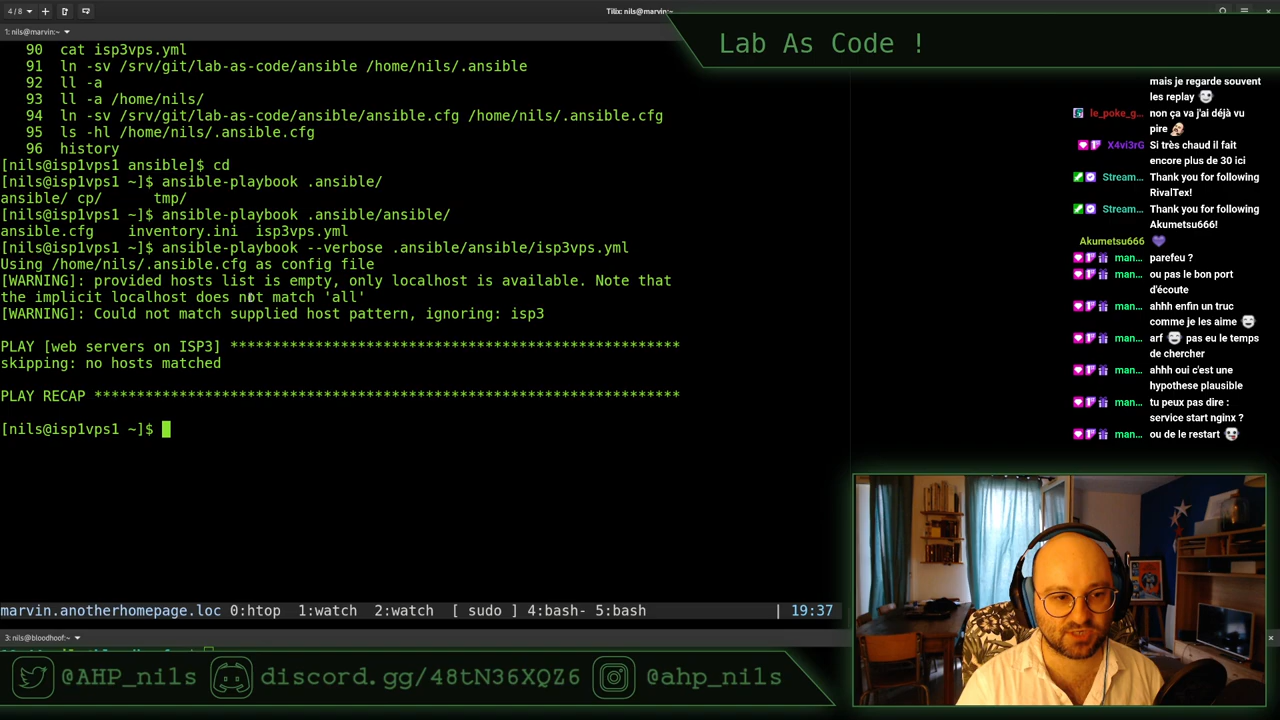 4 / 8
Tilix: nils@marvin:~
1: nils@marvin:~
Lab As Code !
90  cat isp3vps.yml
91  ln -sv /srv/git/lab-as-code/ansible /home/nils/.ansible
92  ll -a
93  ll -a /home/nils/
94  ln -sv /srv/git/lab-as-code/ansible/ansible.cfg /home/nils/.ansible.cfg
95  ls -hl /home/nils/.ansible.cfg
96  history
[nils@isp1vps1 ansible]$ cd
[nils@isp1vps1 ~]$ ansible-playbook .ansible/
ansible/ cp/     tmp/
[nils@isp1vps1 ~]$ ansible-playbook .ansible/ansible/
ansible.cfg    inventory.ini  isp3vps.yml
[nils@isp1vps1 ~]$ ansible-playbook --verbose .ansible/ansible/isp3vps.yml
Using /home/nils/.ansible.cfg as config file
[WARNING]: provided hosts list is empty, only localhost is available. Note that
the implicit localhost does not match 'all'
[WARNING]: Could not match supplied host pattern, ignoring: isp3
PLAY [web servers on ISP3] ******************************************************
skipping: no hosts matched
PLAY RECAP **********************************************************************
[nils@isp1vps1 ~]$
marvin.anotherhomepage.loc 0:htop  1:watch  2:watch  [ sudo ] 4:bash- 5:bash | 19:37
3: nils@bloodhoof:~
@AHP_nils
discord.gg/48tN36XQZ6
@ahp_nils
mais je regarde souvent
les replay
le_poke_g... non ça va j'ai déjà vu
pire
X4vi3rG Si très chaud il fait
encore plus de 30 ici
Stream... Thank you for following
RivalTex!
Stream... Thank you for following
Akumetsu666!
Akumetsu666
man... parefeu ?
man... ou pas le bon port
d'écoute
man... ahhh enfin un truc
comme je les aime
man... arf pas eu le temps
de chercher
man... ahhh oui c'est une
hypothese plausible
man... tu peux pas dire :
service start nginx ?
man... ou de le restart